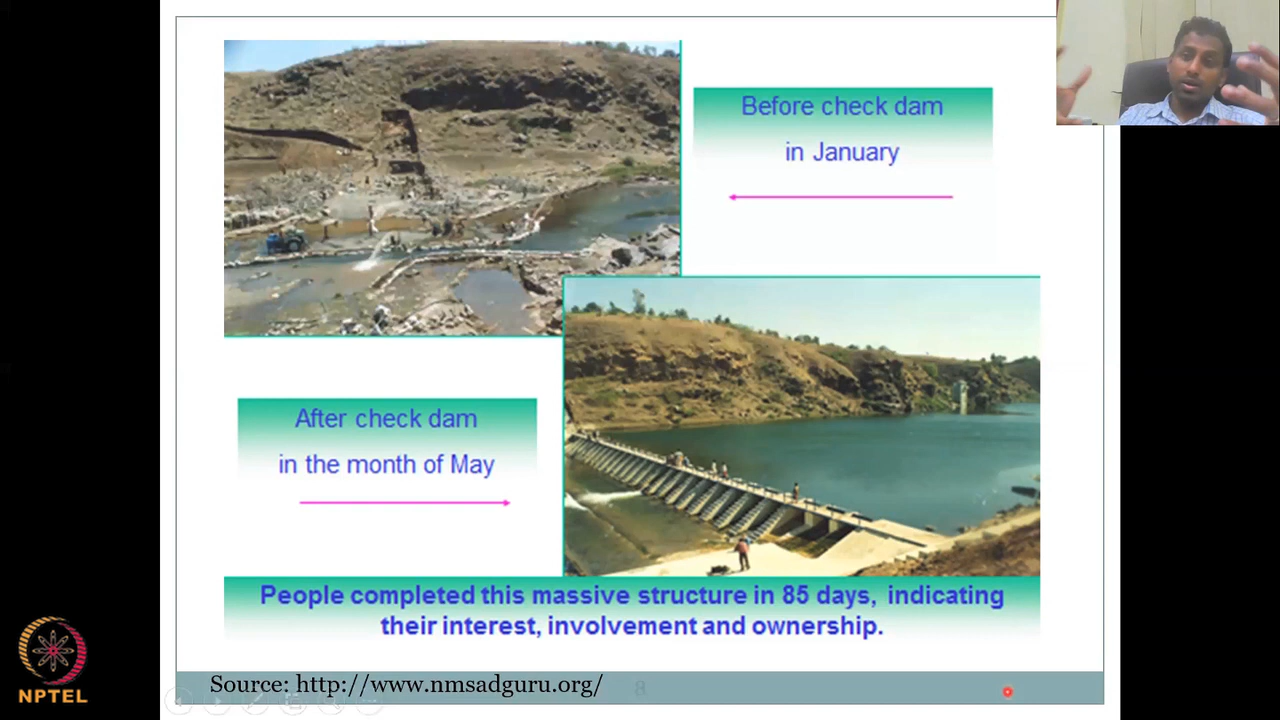 Before check dam
in January
After check dam
in the month of May
People completed this massive structure in 85 days, indicating
their interest, involvement and ownership.
Source: http://www.nmsadguru.org/
8
NPTEL